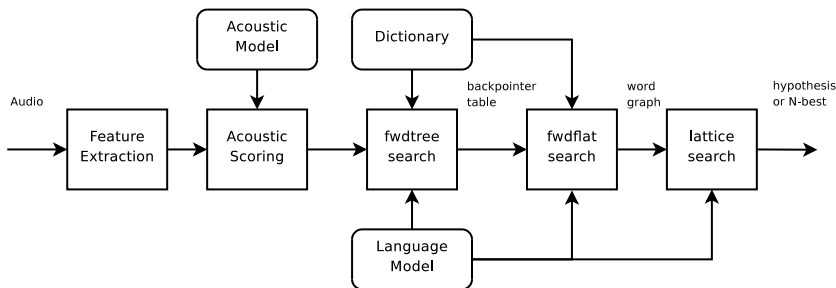 Acoustic
Model
Dictionary
Audio
backpointer
table
word
graph
hypothesis
or N-best
Feature
Extraction
Acoustic
Scoring
fwdtree
search
fwdflat
search
lattice
search
Language
Model